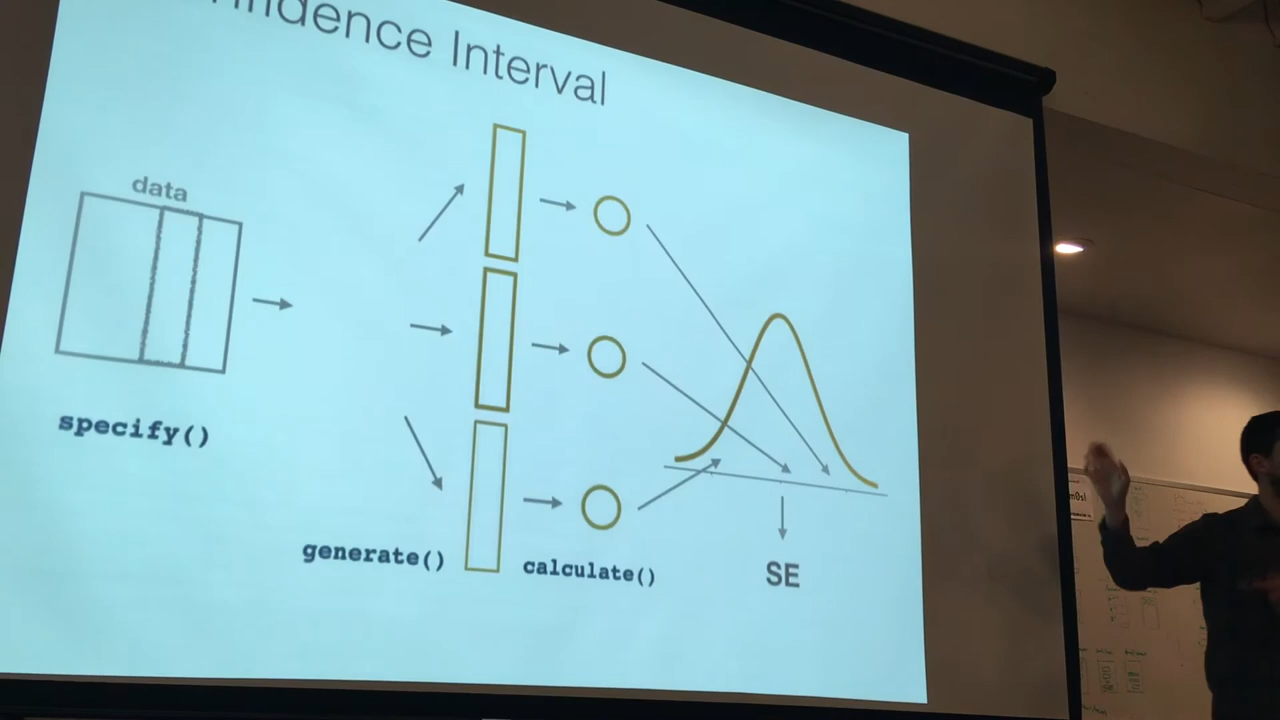 nfidence Interval
data
specify()
generate()
calculate()
SE